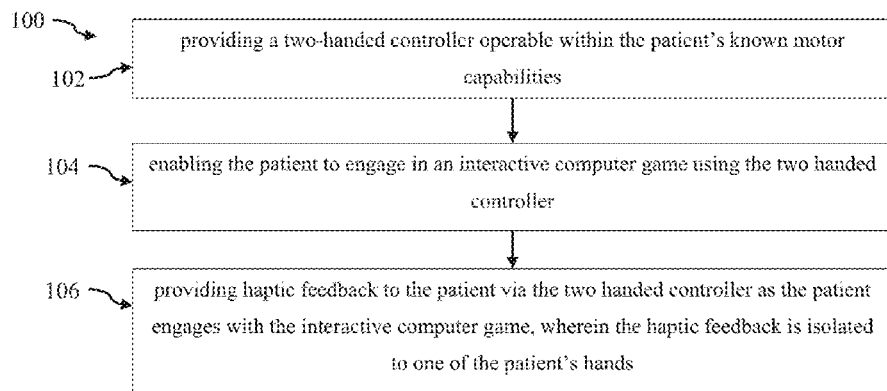 100
providing a two-handed controller operable within the patient's known motor
102
capabilities
104
enabling the patient to engage in an interactive computer game using the two handed
controller
106
providing haptic feedback to the patient via the two handed controller as the patient
engages with the interactive computer game, wherein the haptic feedback is isolated
to one of the patient's hands